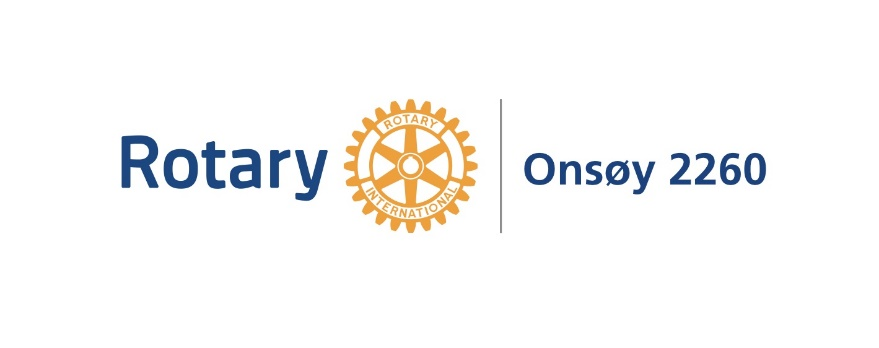 Rotary
ROTARY
INTERNATIONAL
Onsøy 2260